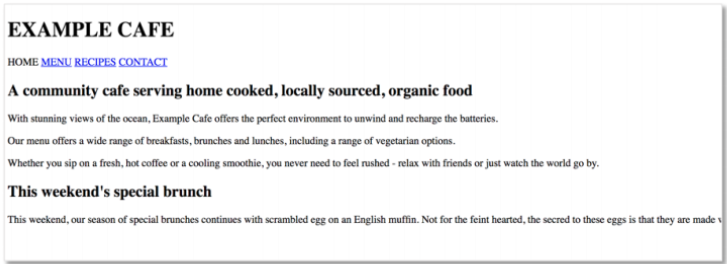 EXAMPLE CAFE
HOME MENU RECIPES CONTACT
A community cafe serving home cooked, locally sourced, organic food
With stunning views of the ocean, Example Cafe offers the perfect environment to unwind and recharge the batteries.
Our menu offers a wide range of breakfasts, brunches and lunches, including a range of vegetarian options.
Whether you sip on a fresh, hot coffee or a cooling smoothie, you never need to feel rushed - relax with friends or just watch the world go by.
This weekend's special brunch
This weekend, our season of special brunches continues with scrambled egg on an English muffin. Not for the feint hearted, the secred to these eggs is that they are made